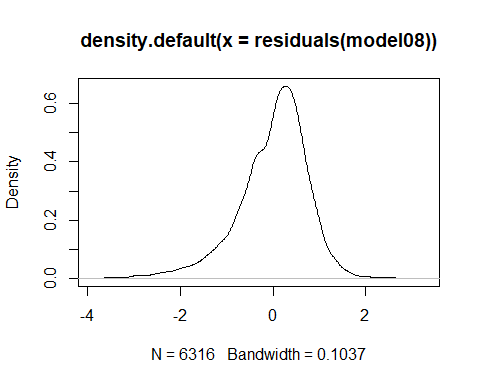 density.default(x = residuals(model08))
Density
0.6
0.4
0.2
0.0
-4 -2 0 2
N = 6316 Bandwidth = 0.1037